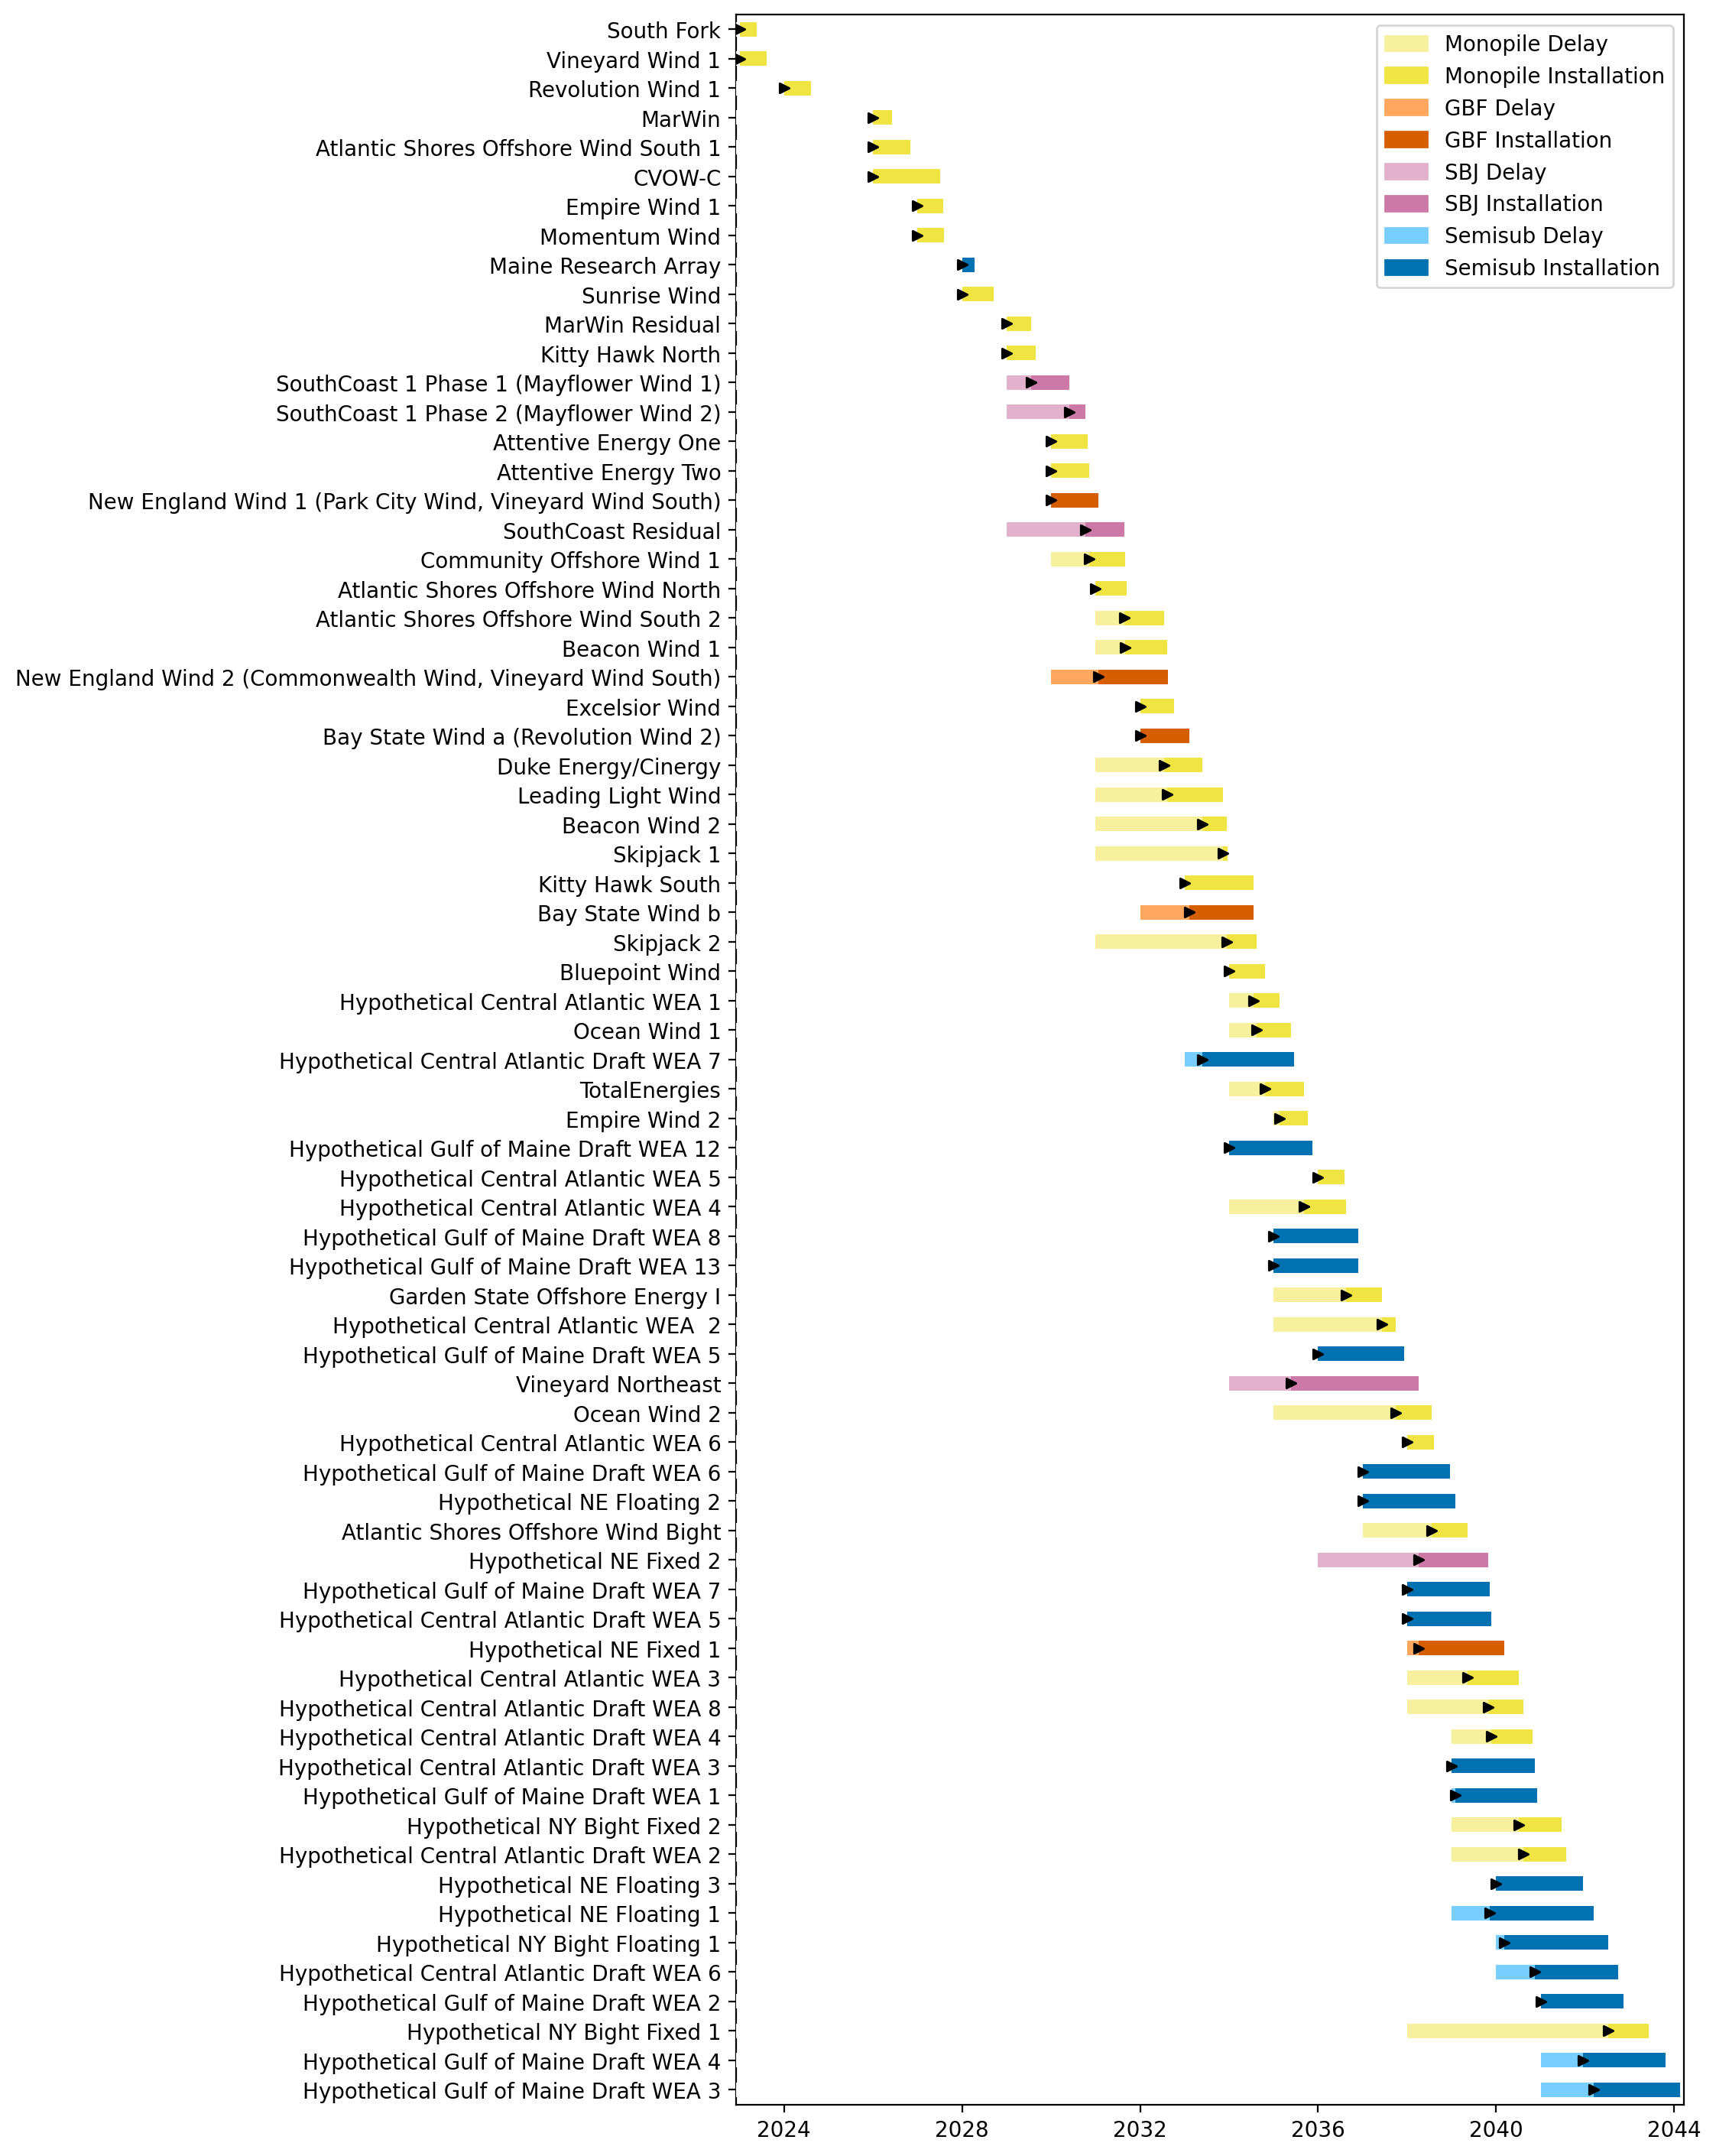 South Fork
Vineyard Wind 1
Revolution Wind 1
MarWin
Atlantic Shores Offshore Wind South 1
CVOW-C
Empire Wind 1
Momentum Wind
Maine Research Array
Sunrise Wind
MarWin Residual
Kitty Hawk North
SouthCoast 1 Phase 1 (Mayflower Wind 1)
SouthCoast 1 Phase 2 (Mayflower Wind 2)
Attentive Energy One
Attentive Energy Two
New England Wind 1 (Park City Wind, Vineyard Wind South)
SouthCoast Residual
Community Offshore Wind 1
Atlantic Shores Offshore Wind North
Atlantic Shores Offshore Wind South 2
Beacon Wind 1
New England Wind 2 (Commonwealth Wind, Vineyard Wind South)
Excelsior Wind
Bay State Wind a (Revolution Wind 2)
Duke Energy/Cinergy
Leading Light Wind
Beacon Wind 2
Skipjack 1
Kitty Hawk South
Bay State Wind b
Skipjack 2
Bluepoint Wind
Hypothetical Central Atlantic WEA 1
Ocean Wind 1
Hypothetical Central Atlantic Draft WEA 7
TotalEnergies
Empire Wind 2
Hypothetical Gulf of Maine Draft WEA 12
Hypothetical Central Atlantic WEA 5
Hypothetical Central Atlantic WEA 4
Hypothetical Gulf of Maine Draft WEA 8
Hypothetical Gulf of Maine Draft WEA 13
Garden State Offshore Energy I
Hypothetical Central Atlantic WEA  2
Hypothetical Gulf of Maine Draft WEA 5
Vineyard Northeast
Ocean Wind 2
Hypothetical Central Atlantic WEA 6
Hypothetical Gulf of Maine Draft WEA 6
Hypothetical NE Floating 2
Atlantic Shores Offshore Wind Bight
Hypothetical NE Fixed 2
Hypothetical Gulf of Maine Draft WEA 7
Hypothetical Central Atlantic Draft WEA 5
Hypothetical NE Fixed 1
Hypothetical Central Atlantic WEA 3
Hypothetical Central Atlantic Draft WEA 8
Hypothetical Central Atlantic Draft WEA 4
Hypothetical Central Atlantic Draft WEA 3
Hypothetical Gulf of Maine Draft WEA 1
Hypothetical NY Bight Fixed 2
Hypothetical Central Atlantic Draft WEA 2
Hypothetical NE Floating 3
Hypothetical NE Floating 1
Hypothetical NY Bight Floating 1
Hypothetical Central Atlantic Draft WEA 6
Hypothetical Gulf of Maine Draft WEA 2
Hypothetical NY Bight Fixed 1
Hypothetical Gulf of Maine Draft WEA 4
Hypothetical Gulf of Maine Draft WEA 3
Monopile Delay
Monopile Installation
GBF Delay
GBF Installation
SBJ Delay
SBJ Installation
Semisub Delay
Semisub Installation
2024 2028 2032 2036 2040 2044